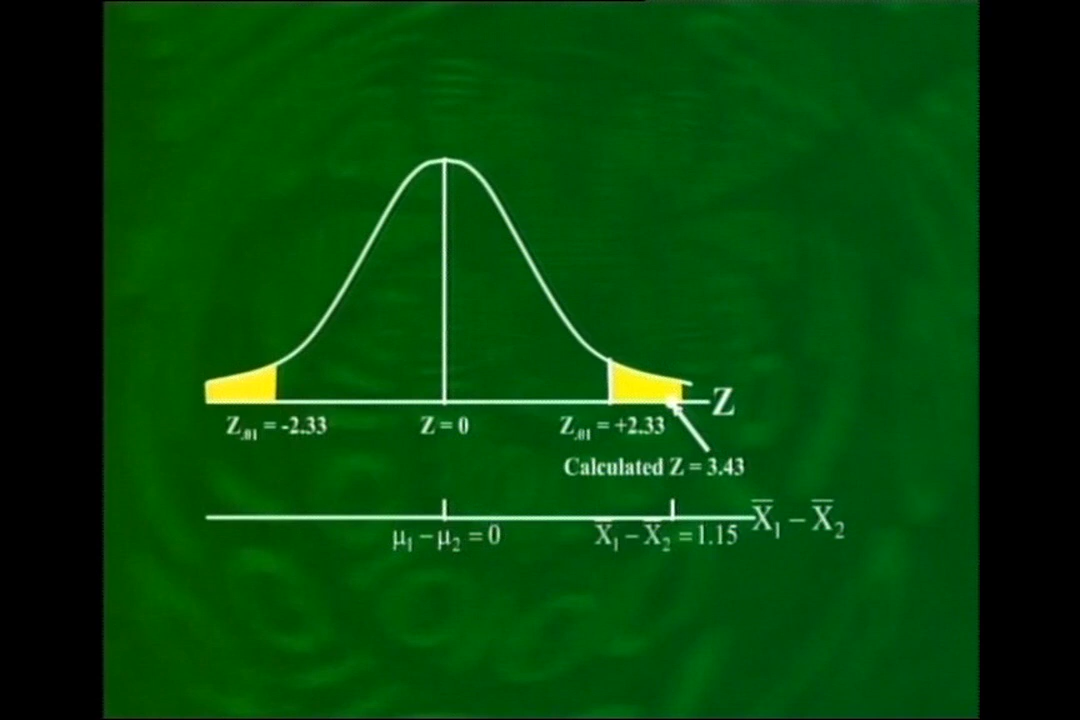 Z
Z.01 = -2.33 Z = 0 Z.01 = +2.33
Calculated Z = 3.43
X̄1 – X̄2
μ1 – μ2 = 0 X̄1 – X̄2 = 1.15